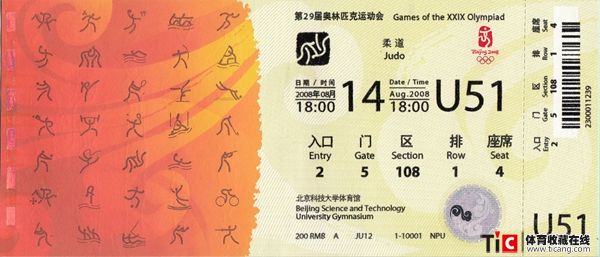 第29届奥林匹克运动会 Games of the XXIX Olympiad
柔道
Judo
Beijing 2008
日期 / 时间
2008年08月
18:00
14
Date / Time
Aug.2008
18:00
U51
入口 门 区 排 座席
Entry Gate Section Row Seat
2 5 108 1 4
北京科技大学体育馆
Beijing Science and Technology
University Gymnasium
200 RMB A JU12 1-10001 NPU
座席 Seat 4
排 Row 1
区 Section 108
门 Gate 5
入口 Entry 2
2300011239
U51
TiC 体育收藏在线
www.ticang.com